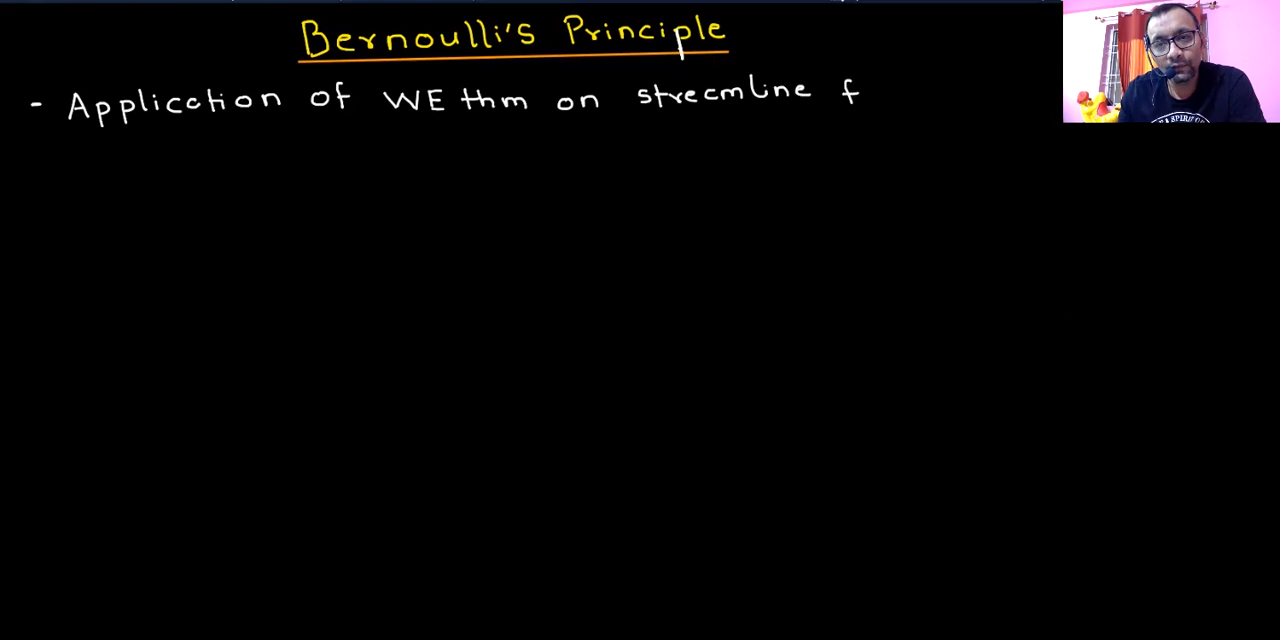 Bernoulli's Principle
- Application of WE thm on streamline f